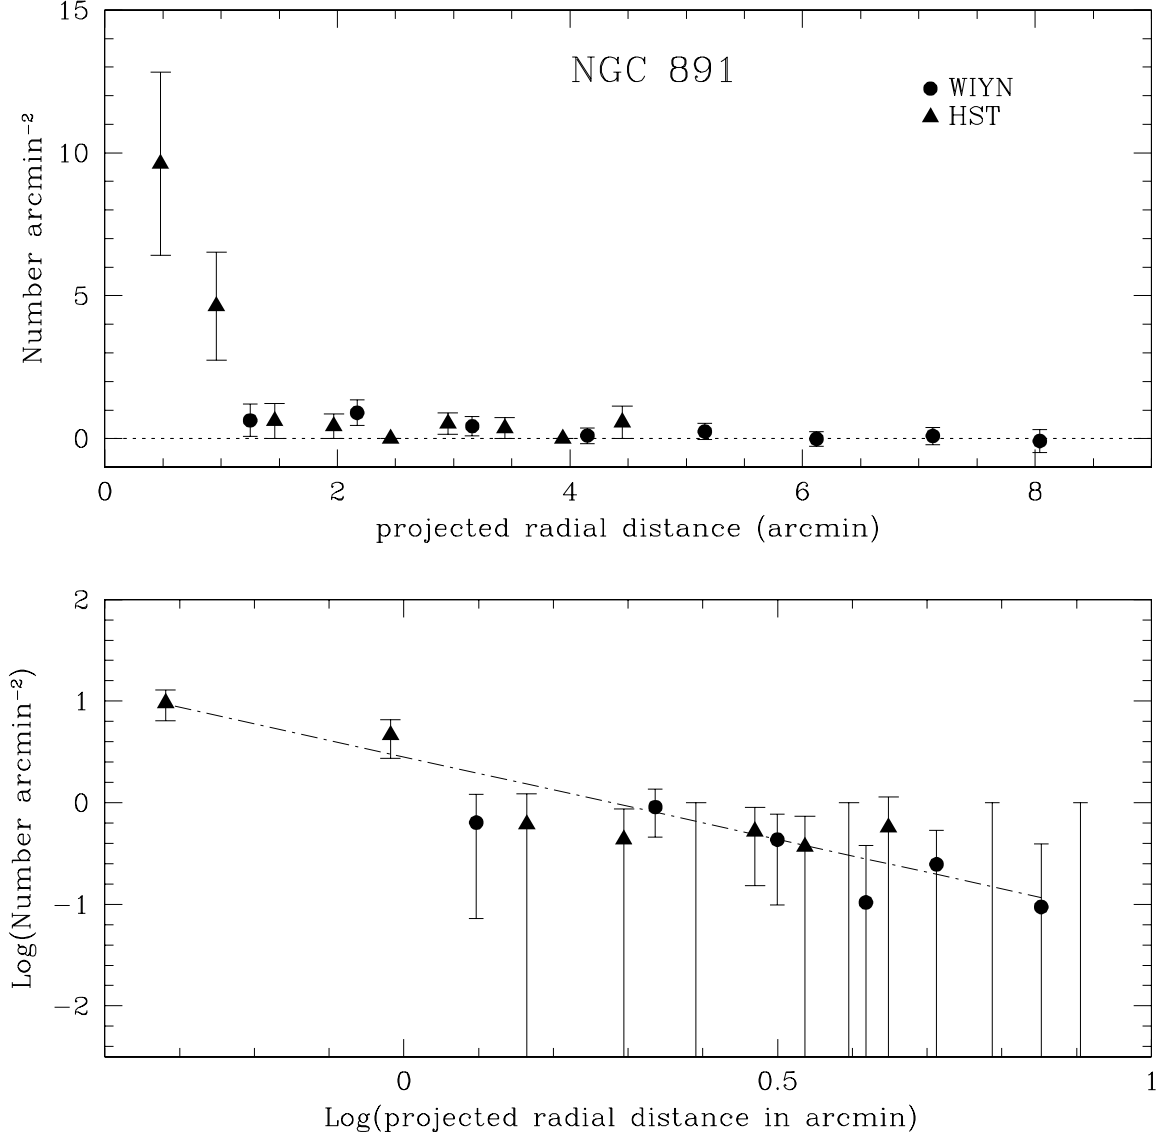 NGC 891
WIYN
HST
Number arcmin⁻²
15
10
5
0
0 2 4 6 8
projected radial distance (arcmin)
Log(Number arcmin⁻²)
2
1
0
−1
−2
0 0.5 1
Log(projected radial distance in arcmin)